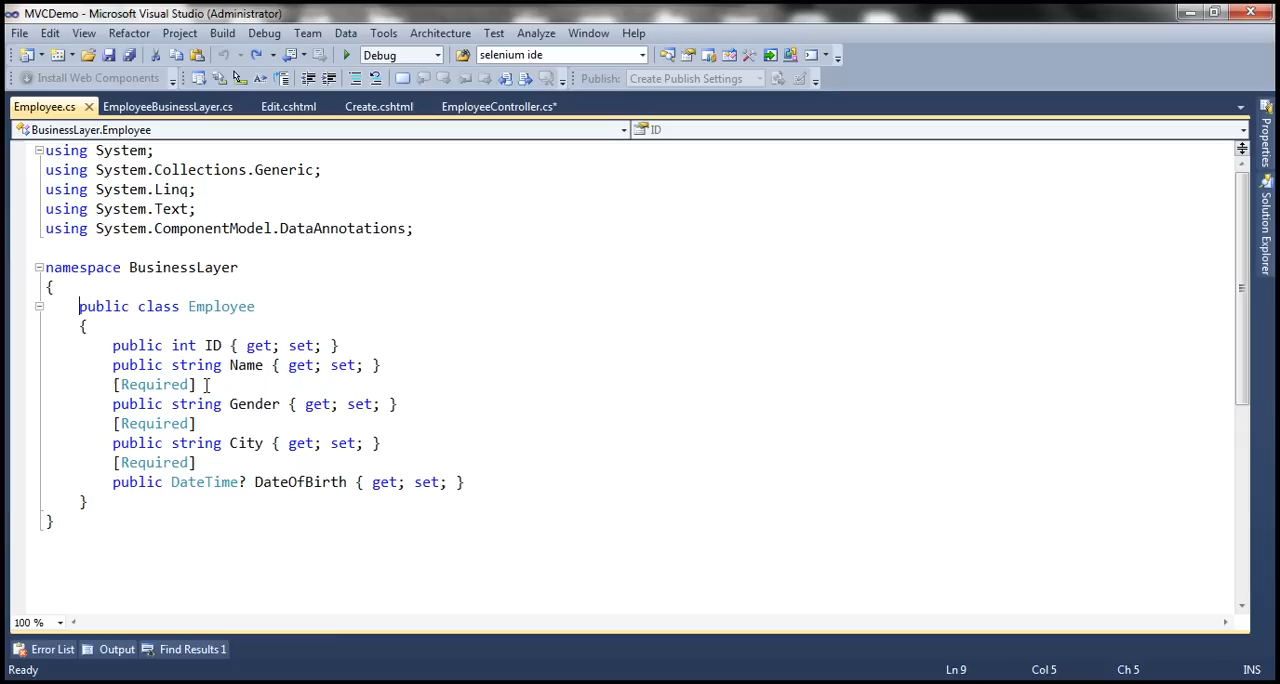 MVCDemo - Microsoft Visual Studio (Administrator)
File Edit View Refactor Project Build Debug Team Data Tools Architecture Test Analyze Window Help
Debug selenium ide
Install Web Components Publish: Create Publish Settings
Employee.cs EmployeeBusinessLayer.cs Edit.cshtml Create.cshtml EmployeeController.cs*
BusinessLayer.Employee ID
using System;
using System.Collections.Generic;
using System.Linq;
using System.Text;
using System.ComponentModel.DataAnnotations;
namespace BusinessLayer
{
public class Employee
{
public int ID { get; set; }
public string Name { get; set; }
[Required]
public string Gender { get; set; }
[Required]
public string City { get; set; }
[Required]
public DateTime? DateOfBirth { get; set; }
}
}
100 %
Error List Output Find Results 1
Ready Ln 9 Col 5 Ch 5 INS
Properties
Solution Explorer